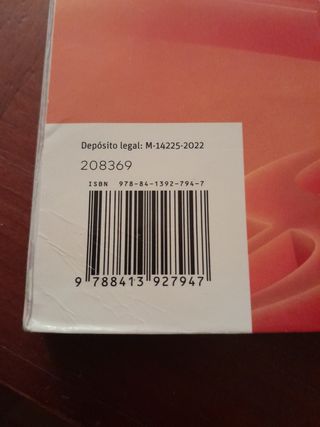 Depósito legal: M-14225-2022
208369
ISBN 978-84-1392-794-7
9 788413 927947